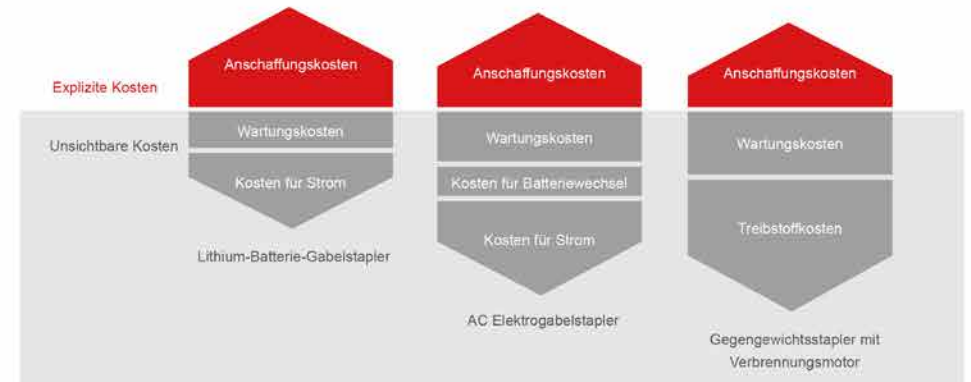 Explizite Kosten
Unsichtbare Kosten
Anschaffungskosten
Wartungskosten
Kosten für Strom
Lithium-Batterie-Gabelstapler
Anschaffungskosten
Wartungskosten
Kosten für Batteriewechsel
Kosten für Strom
AC Elektrogabelstapler
Anschaffungskosten
Wartungskosten
Treibstoffkosten
Gegengewichtsstapler mit
Verbrennungsmotor